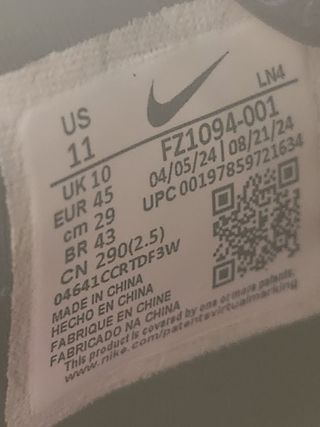 LN4
US
11
FZ1094-001
UK 10
04/05/24 | 08/21/24
EUR 45
UPC 00197859721634
cm 29
BR 43
CN 290(2.5)
04641CCRTDF3W
MADE IN CHINA
HECHO EN CHINA
FABRIQUE EN CHINE
FABRICADO NA CHINA
This product is covered by one or more patents.
www.nike.com/patentsvirtualmarking